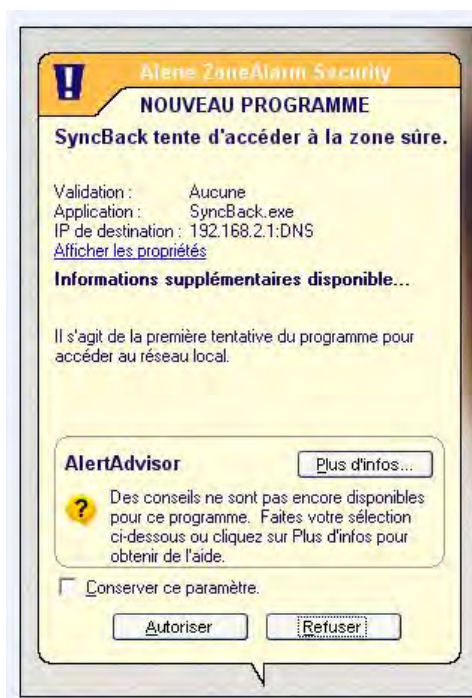 Alerte ZoneAlarm Security
NOUVEAU PROGRAMME
SyncBack tente d'accéder à la zone sûre.
Validation : Aucune
Application : SyncBack.exe
IP de destination : 192.168.2.1:DNS
Afficher les propriétés
Informations supplémentaires disponible...
Il s'agit de la première tentative du programme pour
accéder au réseau local.
AlertAdvisor
Plus d'infos...
Des conseils ne sont pas encore disponibles
pour ce programme. Faites votre sélection
ci-dessous ou cliquez sur Plus d'infos pour
obtenir de l'aide.
Conserver ce paramètre.
Autoriser Refuser